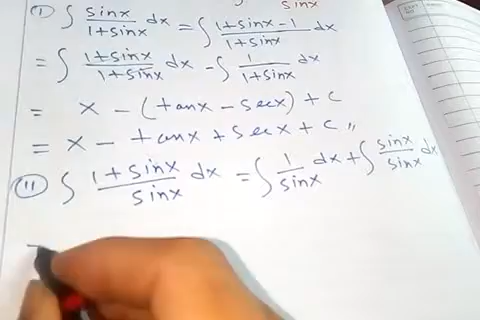 sinx
(i) ∫ sinx/1+sinx dx = ∫ 1+sinx-1/1+sinx dx
= ∫ 1+sinx/1+sinx dx - ∫ 1/1+sinx dx
= x - (tanx - secx) + c
= x - tanx + secx + c,,
(ii) ∫ 1+sinx/sinx dx = ∫ 1/sinx dx + ∫ sinx/sinx dx